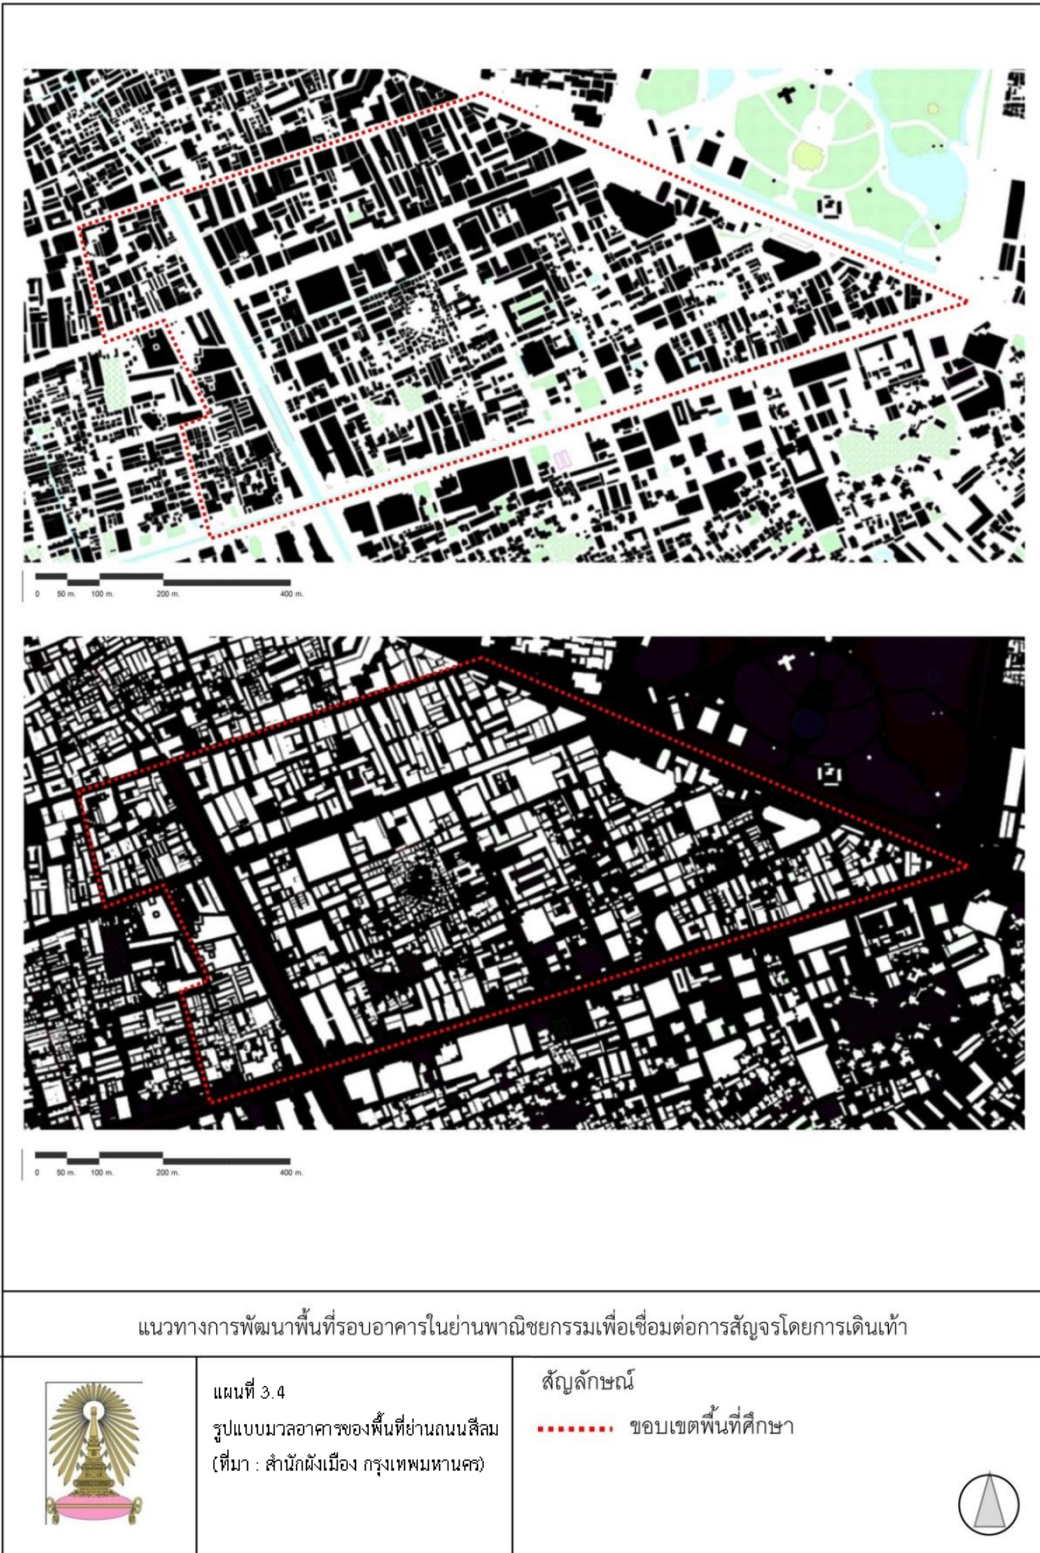 0 50 m. 100 m. 200 m. 400 m.
0 50 m. 100 m. 200 m. 400 m.
แนวทางการพัฒนาพื้นที่รอบอาคารในย่านพาณิชยกรรมเพื่อเชื่อมต่อการสัญจรโดยการเดินเท้า
แผนที่ 3.4
รูปแบบมวลอาคารของพื้นที่ย่านถนนสีลม
(ที่มา : สำนักผังเมือง กรุงเทพมหานคร)
สัญลักษณ์
ขอบเขตพื้นที่ศึกษา